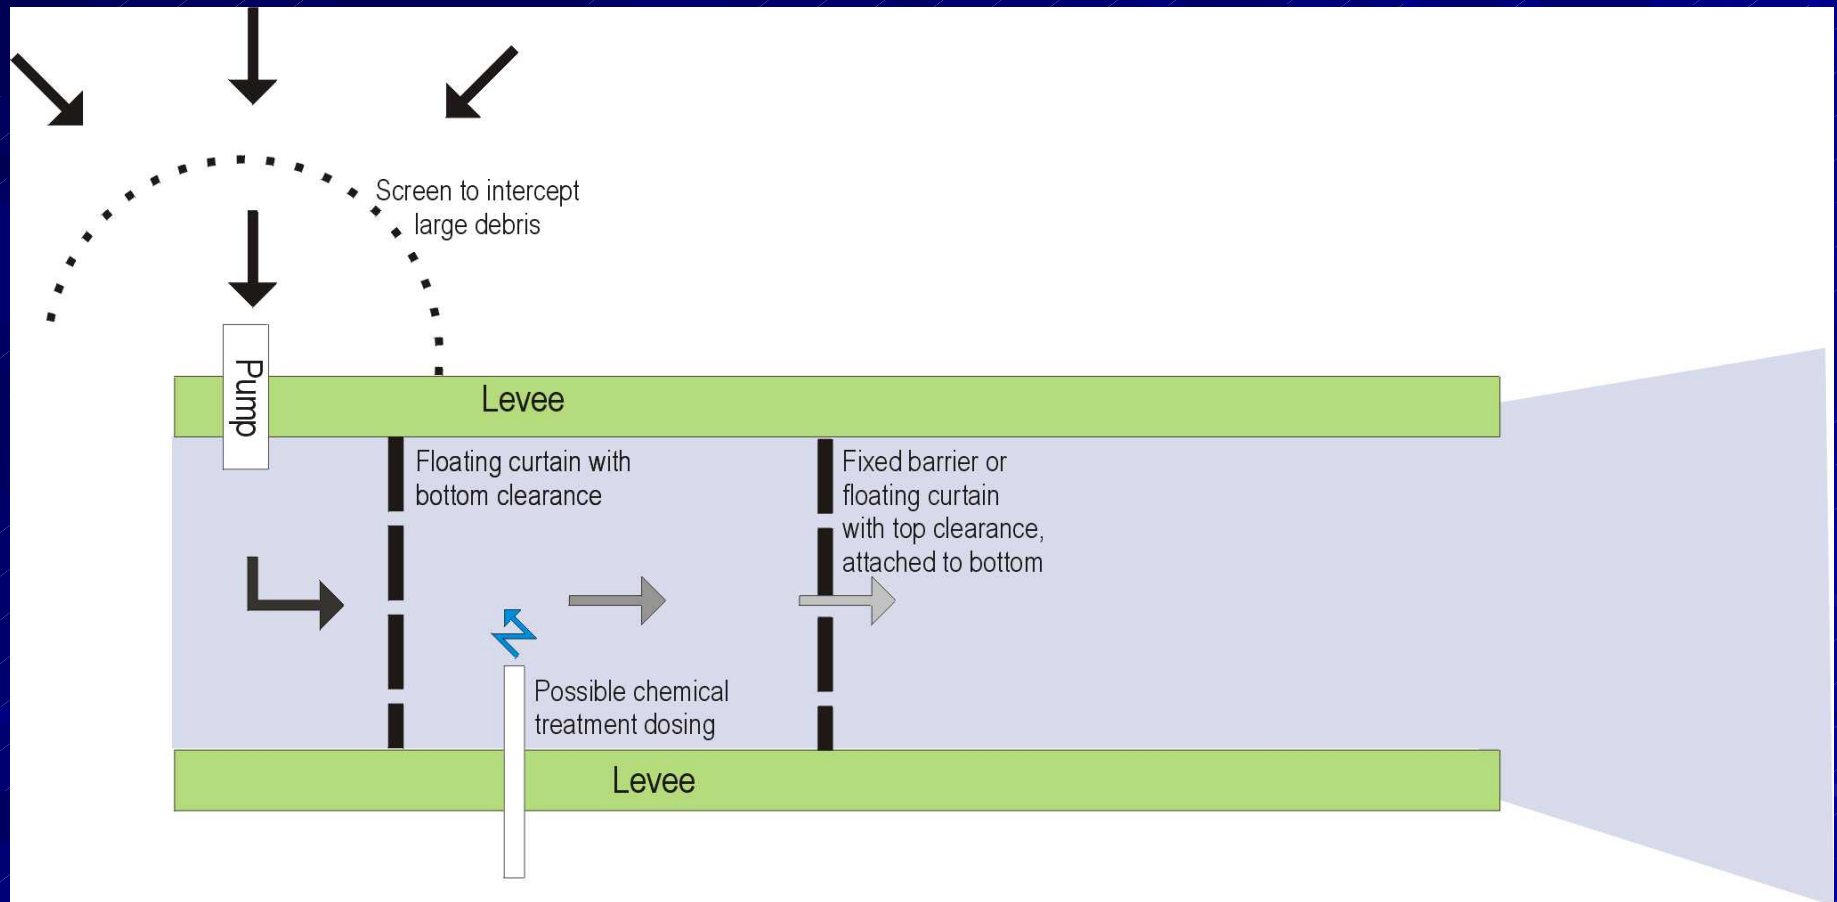 Screen to intercept
large debris
Pump
Levee
Floating curtain with
bottom clearance
Fixed barrier or
floating curtain
with top clearance,
attached to bottom
Possible chemical
treatment dosing
Levee